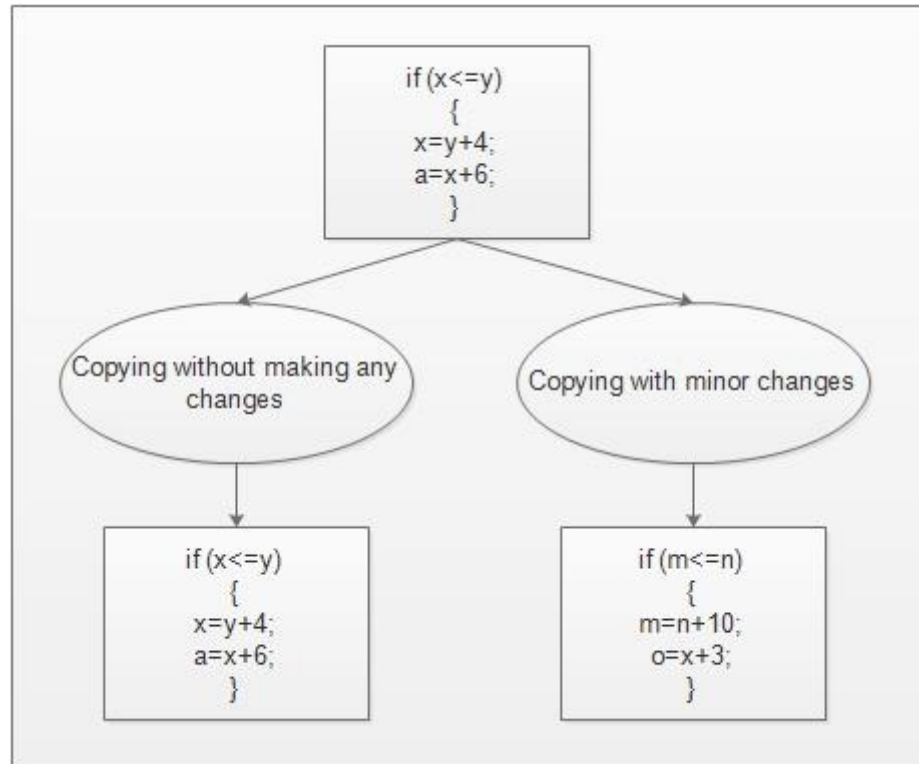 if (x<=y)
{
x=y+4;
a=x+6;
}
Copying without making any
changes
Copying with minor changes
if (x<=y)
{
x=y+4;
a=x+6;
}
if (m<=n)
{
m=n+10;
o=x+3;
}